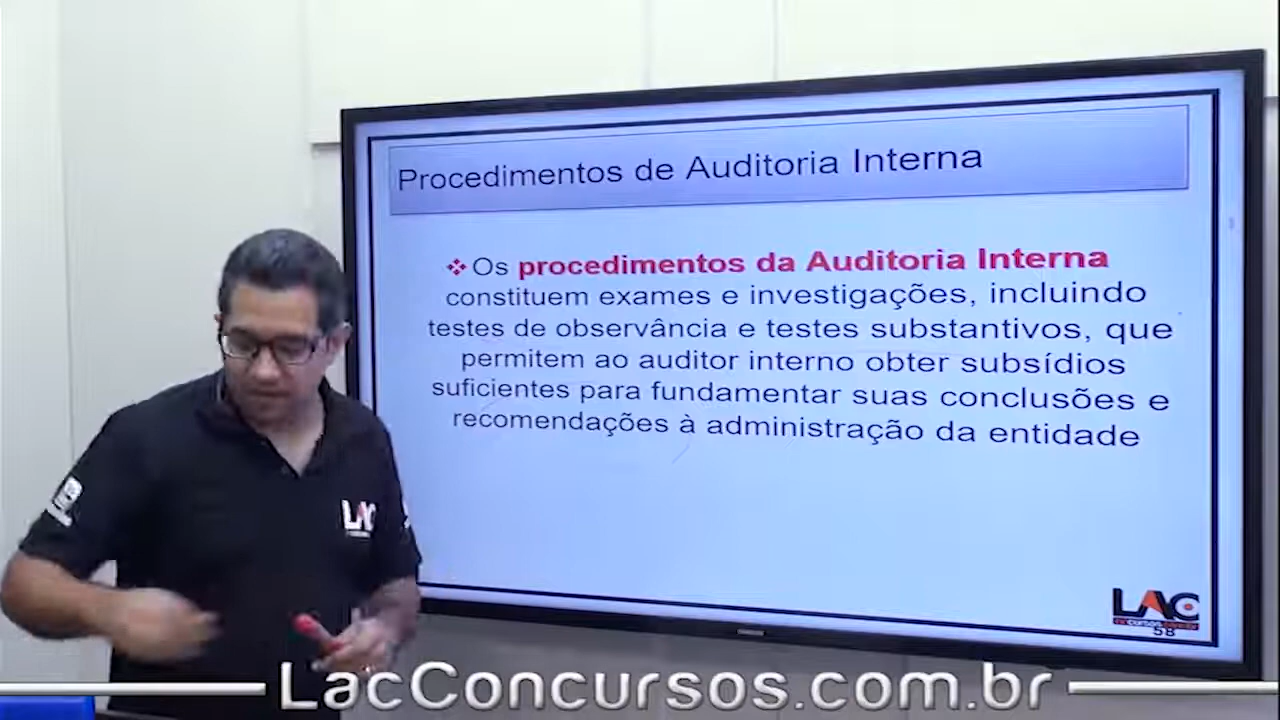 Procedimentos de Auditoria Interna
❖ Os procedimentos da Auditoria Interna
constituem exames e investigações, incluindo
testes de observância e testes substantivos, que
permitem ao auditor interno obter subsídios
suficientes para fundamentar suas conclusões e
recomendações à administração da entidade
LAC
LAC
58
LacConcursos.com.br